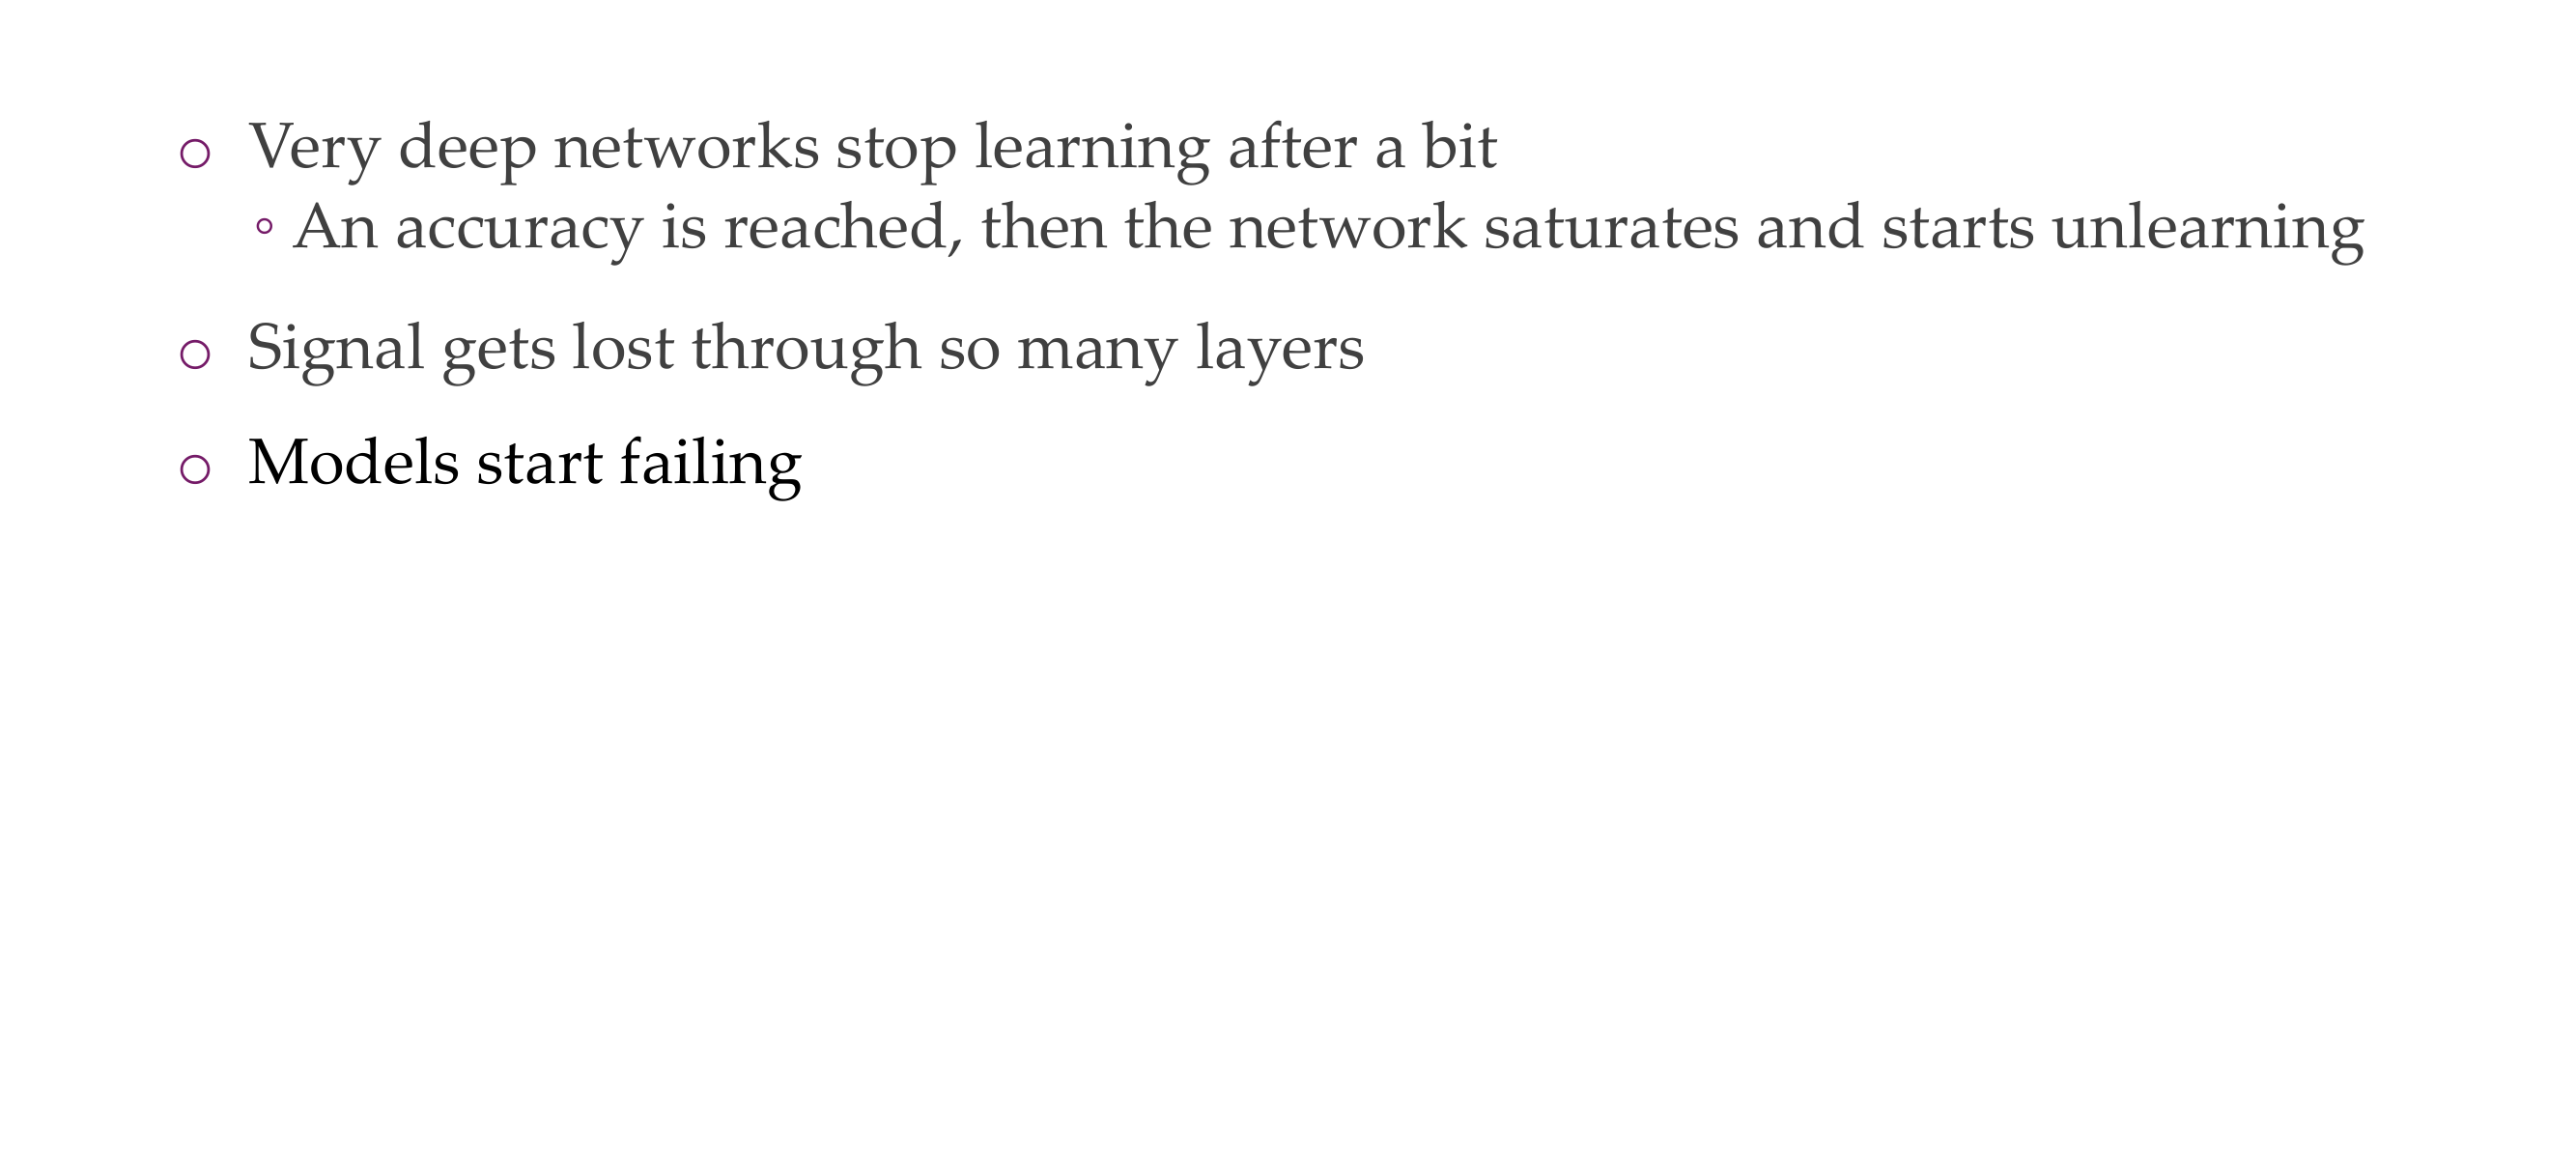 Very deep networks stop learning after a bit
An accuracy is reached, then the network saturates and starts unlearning
Signal gets lost through so many layers
Models start failing